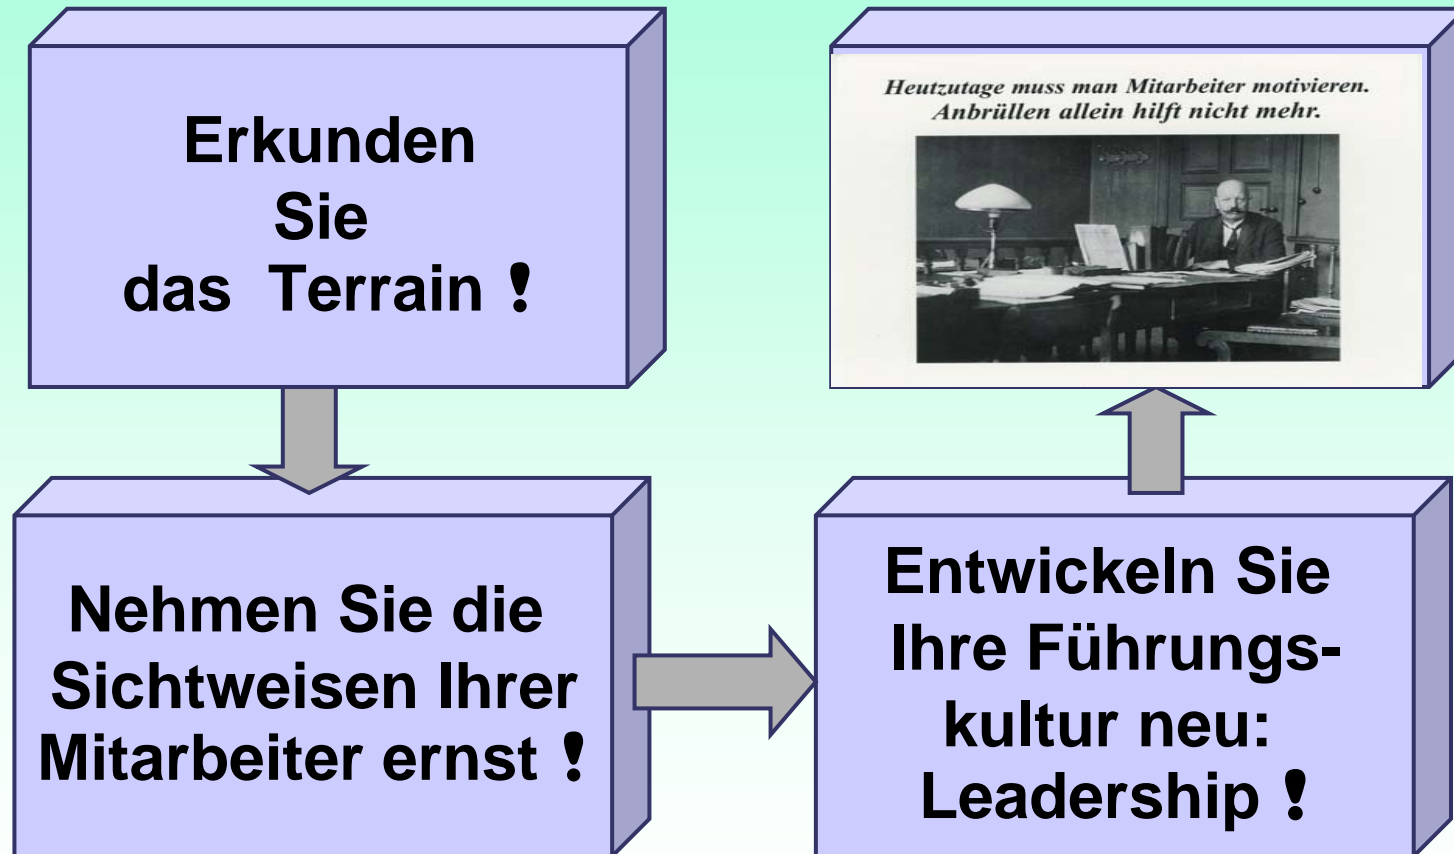 Erkunden
Sie
das Terrain !
Nehmen Sie die
Sichtweisen Ihrer
Mitarbeiter ernst !
Entwickeln Sie
Ihre Führungs-
kultur neu:
Leadership !
Heutzutage muss man Mitarbeiter motivieren.
Anbrüllen allein hilft nicht mehr.